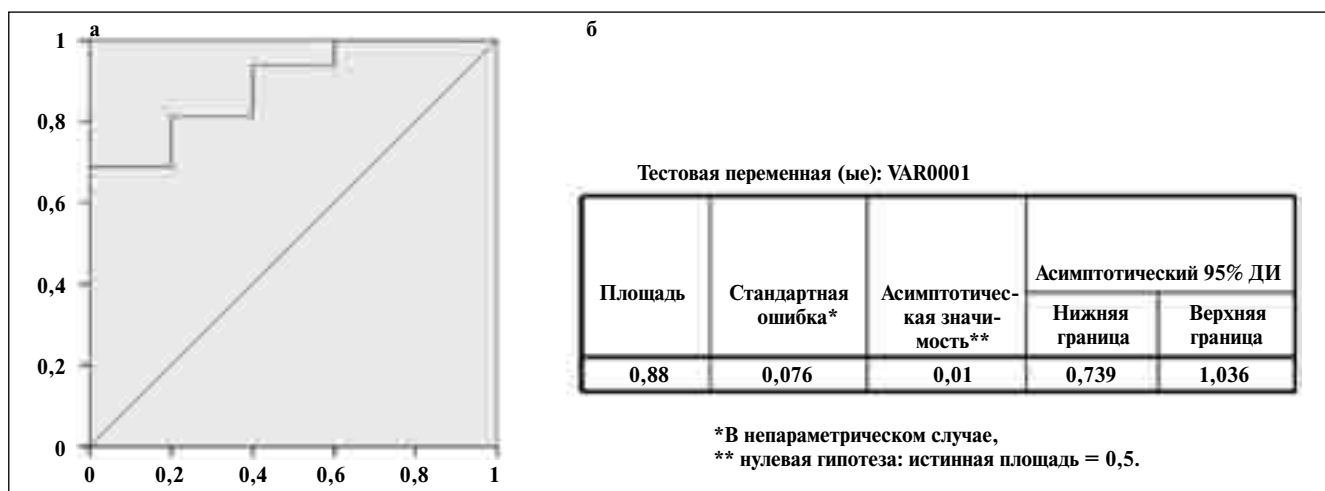 а
1
0,8
0,6
0,4
0,2
0
0 0,2 0,4 0,6 0,8 1
б
Тестовая переменная (ые): VAR0001
Площадь
Стандартная
ошибка*
Асимптотичес-
кая значи-
мость**
Асимптотический 95% ДИ
Нижняя
граница
Верхняя
граница
0,88 0,076 0,01 0,739 1,036
*В непараметрическом случае,
** нулевая гипотеза: истинная площадь = 0,5.